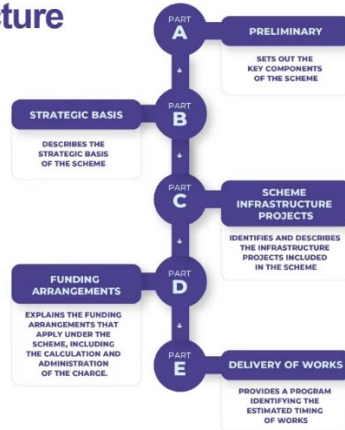 cture
PART
A
PRELIMINARY
SETS OUT THE
KEY COMPONENTS
OF THE SCHEME
STRATEGIC BASIS
PART
B
DESCRIBES THE
STRATEGIC BASIS
OF THE SCHEME
PART
C
SCHEME
INFRASTRUCTURE
PROJECTS
IDENTIFIES AND DESCRIBES
THE INFRASTRUCTURE
PROJECTS INCLUDED
IN THE SCHEME
FUNDING
ARRANGEMENTS
PART
D
EXPLAINS THE FUNDING
ARRANGEMENTS THAT
APPLY UNDER THE
SCHEME, INCLUDING
THE CALCULATION AND
ADMINISTRATION
OF THE CHARGE.
PART
E
DELIVERY OF WORKS
PROVIDES A PROGRAM
IDENTIFYING THE
ESTIMATED TIMING
OF WORKS